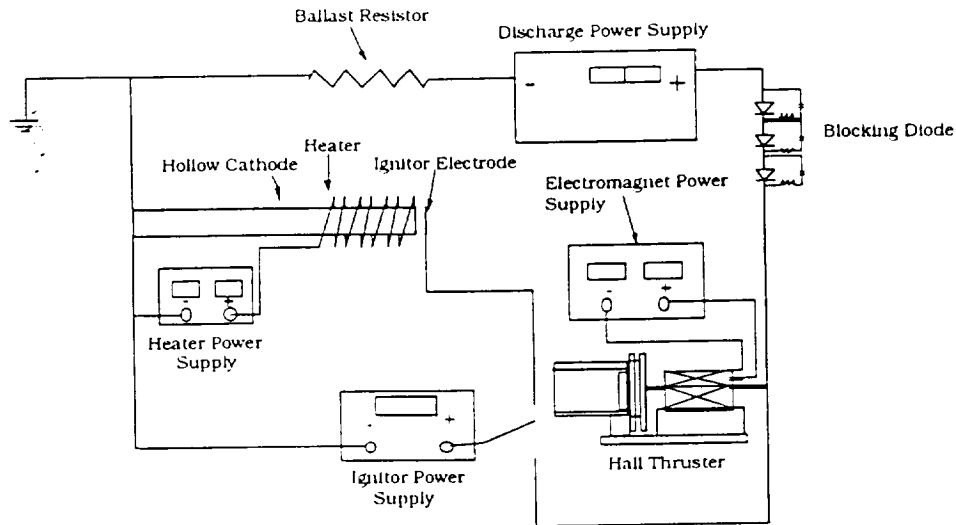 Ballast Resistor
Discharge Power Supply
- +
Blocking Diode
Heater
Hollow Cathode
Ignitor Electrode
Electromagnet Power
Supply
- +
- +
Heater Power
Supply
- +
Hall Thruster
Ignitor Power
Supply